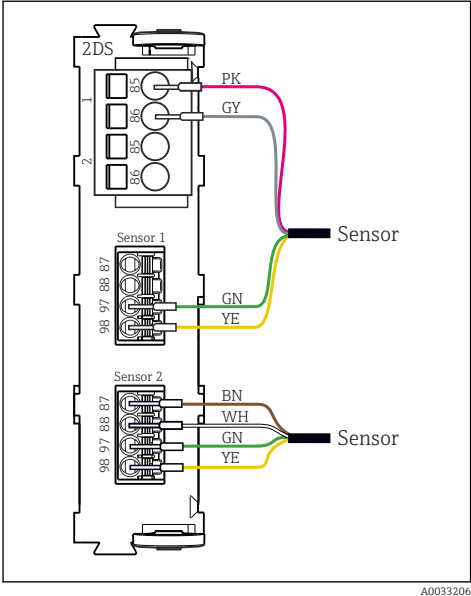 2DS
1
85
PK
86
GY
2
85
86
Sensor
Sensor 1
87
88
97
GN
98
YE
Sensor 2
87
BN
88
WH
97
GN
Sensor
98
YE
A0033206